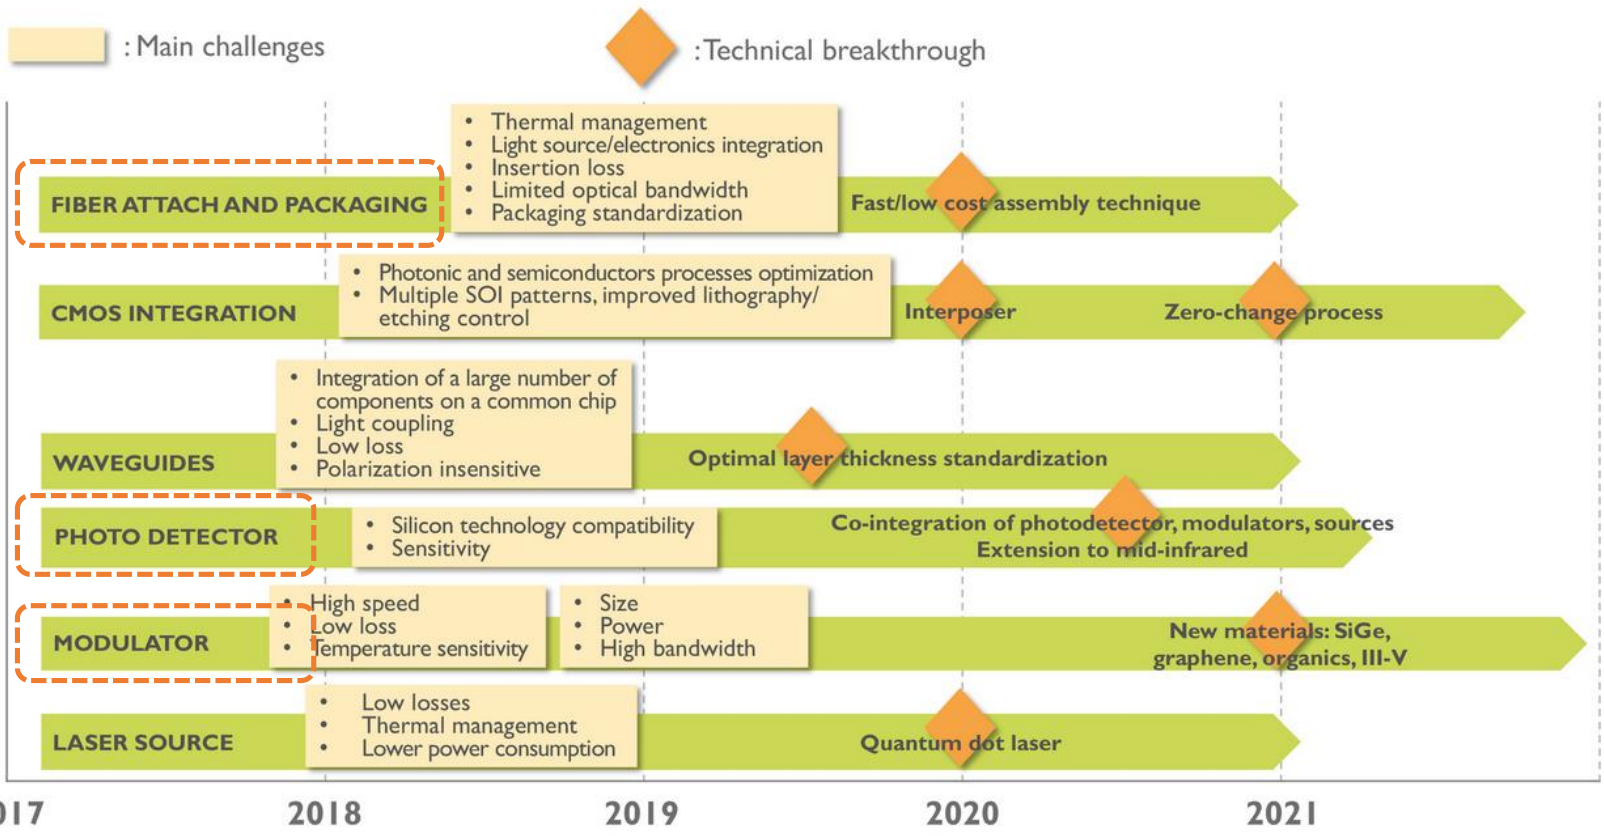 : Main challenges
: Technical breakthrough
FIBER ATTACH AND PACKAGING
• Thermal management
• Light source/electronics integration
• Insertion loss
• Limited optical bandwidth
• Packaging standardization
Fast/low cost assembly technique
CMOS INTEGRATION
• Photonic and semiconductors processes optimization
• Multiple SOI patterns, improved lithography/
etching control
Interposer
Zero-change process
WAVEGUIDES
• Integration of a large number of
components on a common chip
• Light coupling
• Low loss
• Polarization insensitive
Optimal layer thickness standardization
PHOTO DETECTOR
• Silicon technology compatibility
• Sensitivity
Co-integration of photodetector, modulators, sources
Extension to mid-infrared
MODULATOR
• High speed
• Low loss
• Temperature sensitivity
• Size
• Power
• High bandwidth
New materials: SiGe,
graphene, organics, III-V
LASER SOURCE
• Low losses
• Thermal management
• Lower power consumption
Quantum dot laser
017 2018 2019 2020 2021